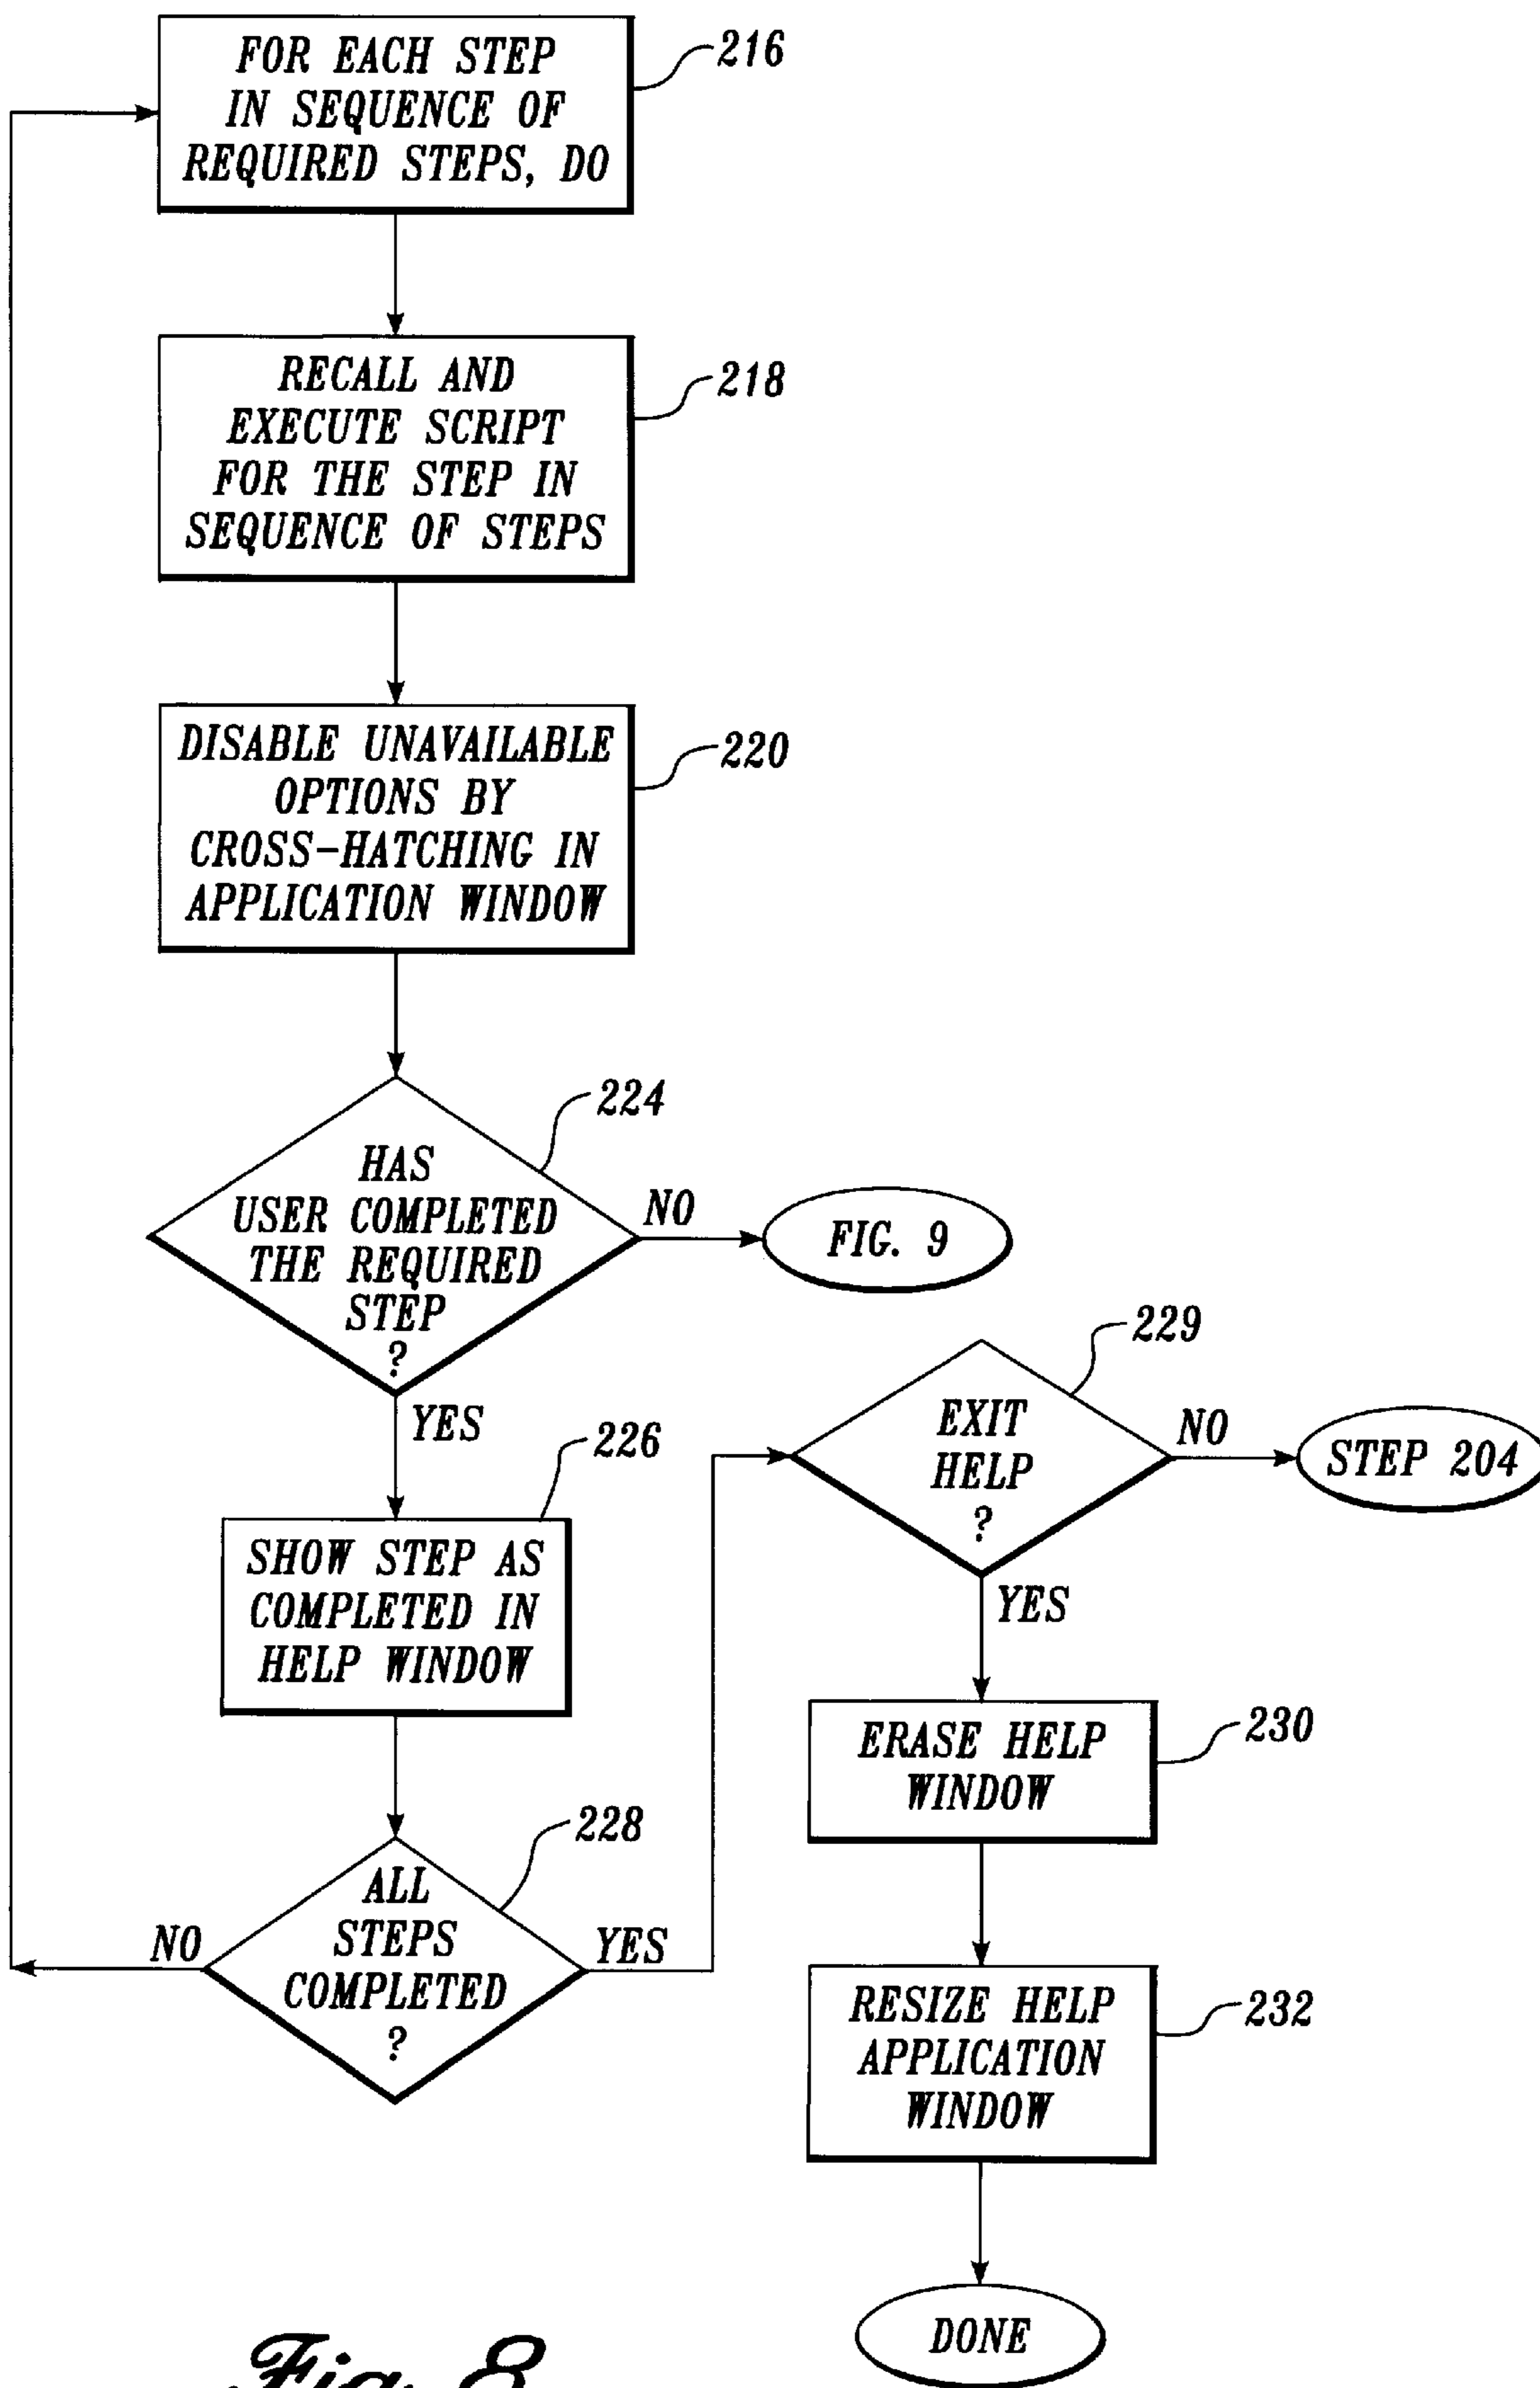 FOR EACH STEP
IN SEQUENCE OF
REQUIRED STEPS, DO
216
RECALL AND
EXECUTE SCRIPT
FOR THE STEP IN
SEQUENCE OF STEPS
218
DISABLE UNAVAILABLE
OPTIONS BY
CROSS-HATCHING IN
APPLICATION WINDOW
220
HAS
USER COMPLETED
THE REQUIRED
STEP
?
224
NO
FIG. 9
YES
SHOW STEP AS
COMPLETED IN
HELP WINDOW
226
ALL
STEPS
COMPLETED
?
228
NO
YES
EXIT
HELP
?
229
NO
STEP 204
YES
ERASE HELP
WINDOW
230
RESIZE HELP
APPLICATION
WINDOW
232
DONE
Fig. 8